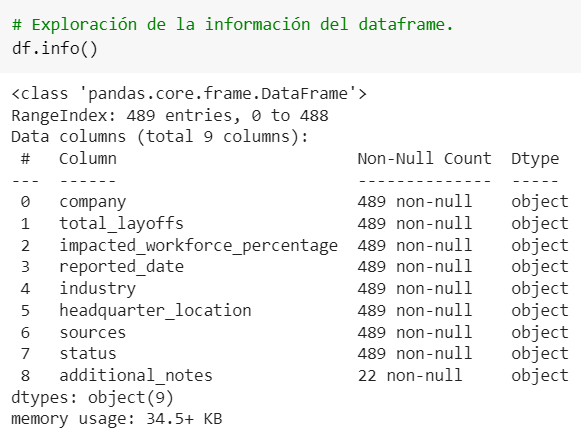 # Exploración de la información del dataframe.
df.info()
<class 'pandas.core.frame.DataFrame'>
RangeIndex: 489 entries, 0 to 488
Data columns (total 9 columns):
 #   Column                         Non-Null Count  Dtype
---  ------                         --------------  -----
 0   company                        489 non-null    object
 1   total_layoffs                  489 non-null    object
 2   impacted_workforce_percentage  489 non-null    object
 3   reported_date                  489 non-null    object
 4   industry                       489 non-null    object
 5   headquarter_location           489 non-null    object
 6   sources                        489 non-null    object
 7   status                         489 non-null    object
 8   additional_notes               22 non-null     object
dtypes: object(9)
memory usage: 34.5+ KB